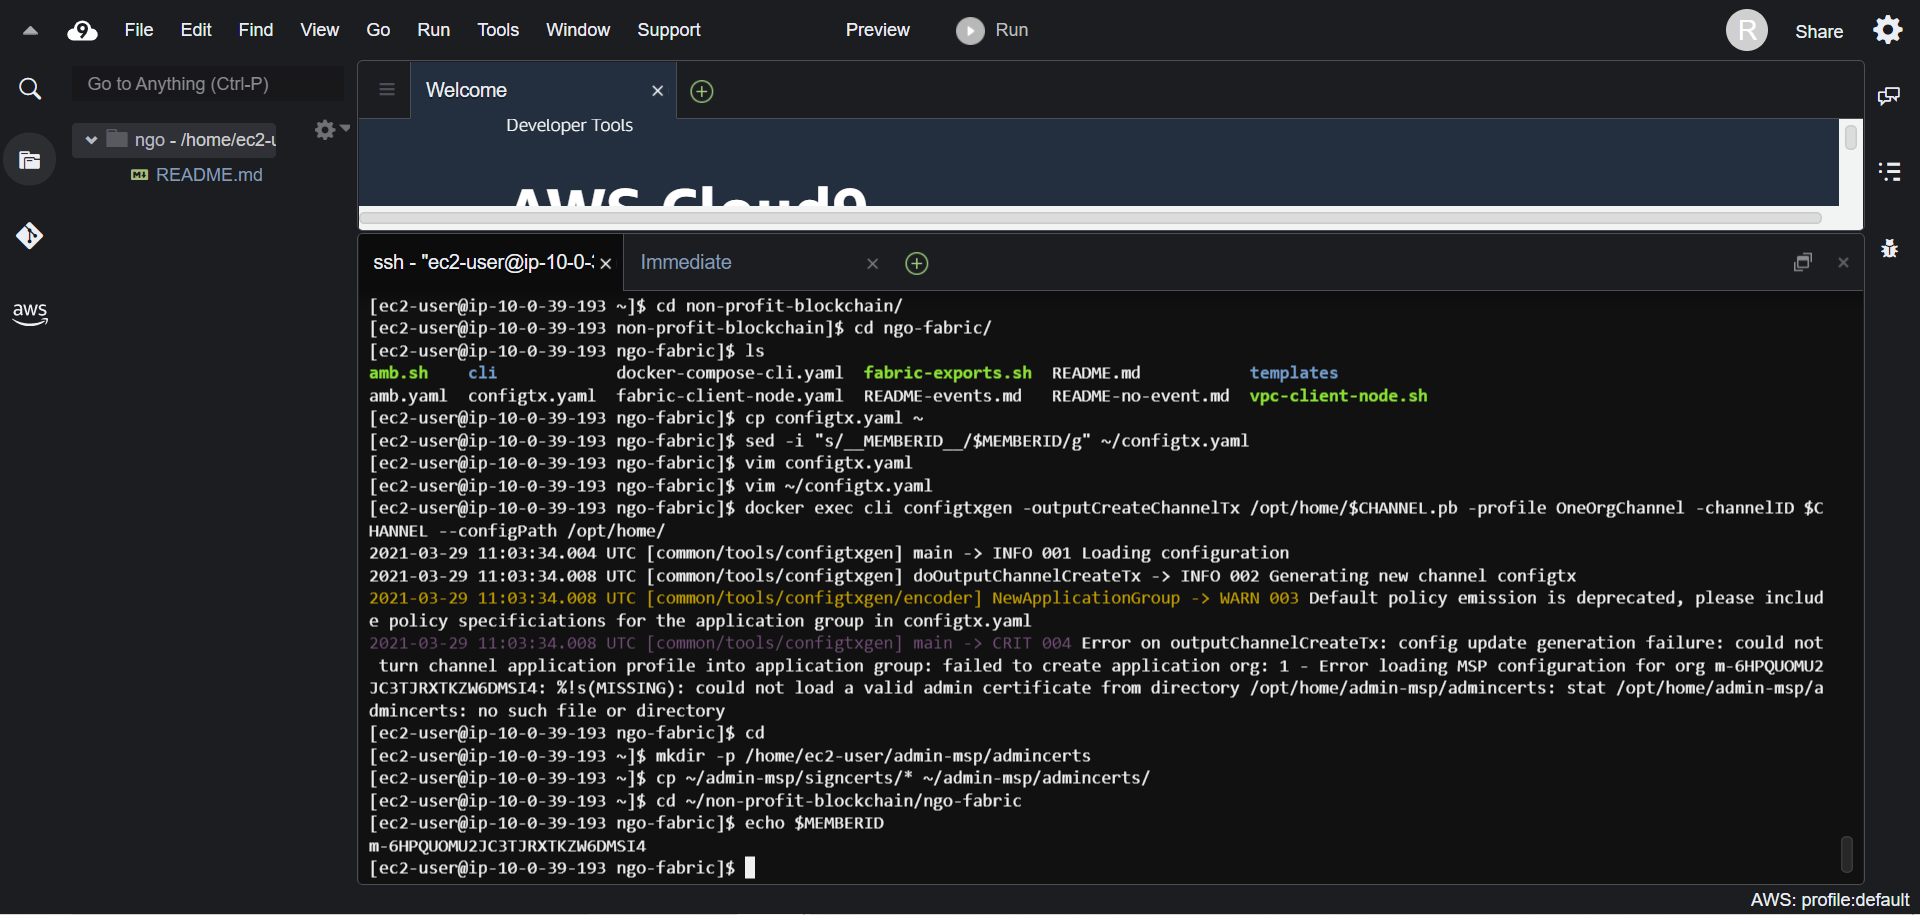 File Edit Find View Go Run Tools Window Support Preview Run R Share
Go to Anything (Ctrl-P)
Welcome
ngo - /home/ec2-u
README.md
aws
Developer Tools
AWS Cloud9
ssh - "ec2-user@ip-10-0-3
Immediate
[ec2-user@ip-10-0-39-193 ~]$ cd non-profit-blockchain/
[ec2-user@ip-10-0-39-193 non-profit-blockchain]$ cd ngo-fabric/
[ec2-user@ip-10-0-39-193 ngo-fabric]$ ls
amb.sh cli docker-compose-cli.yaml fabric-exports.sh README.md templates
amb.yaml configtx.yaml fabric-client-node.yaml README-events.md README-no-event.md vpc-client-node.sh
[ec2-user@ip-10-0-39-193 ngo-fabric]$ cp configtx.yaml ~
[ec2-user@ip-10-0-39-193 ngo-fabric]$ sed -i "s/__MEMBERID__/$MEMBERID/g" ~/configtx.yaml
[ec2-user@ip-10-0-39-193 ngo-fabric]$ vim configtx.yaml
[ec2-user@ip-10-0-39-193 ngo-fabric]$ vim ~/configtx.yaml
[ec2-user@ip-10-0-39-193 ngo-fabric]$ docker exec cli configtxgen -outputCreateChannelTx /opt/home/$CHANNEL.pb -profile OneOrgChannel -channelID $C
HANNEL --configPath /opt/home/
2021-03-29 11:03:34.004 UTC [common/tools/configtxgen] main -> INFO 001 Loading configuration
2021-03-29 11:03:34.008 UTC [common/tools/configtxgen] doOutputChannelCreateTx -> INFO 002 Generating new channel configtx
2021-03-29 11:03:34.008 UTC [common/tools/configtxgen/encoder] NewApplicationGroup -> WARN 003 Default policy emission is deprecated, please includ
e policy specificiations for the application group in configtx.yaml
2021-03-29 11:03:34.008 UTC [common/tools/configtxgen] main -> CRIT 004 Error on outputChannelCreateTx: config update generation failure: could not
turn channel application profile into application group: failed to create application org: 1 - Error loading MSP configuration for org m-6HPQUOMU2
JC3TJRXTKZW6DMSI4: %!s(MISSING): could not load a valid admin certificate from directory /opt/home/admin-msp/admincerts: stat /opt/home/admin-msp/a
dmincerts: no such file or directory
[ec2-user@ip-10-0-39-193 ngo-fabric]$ cd
[ec2-user@ip-10-0-39-193 ~]$ mkdir -p /home/ec2-user/admin-msp/admincerts
[ec2-user@ip-10-0-39-193 ~]$ cp ~/admin-msp/signcerts/* ~/admin-msp/admincerts/
[ec2-user@ip-10-0-39-193 ~]$ cd ~/non-profit-blockchain/ngo-fabric
[ec2-user@ip-10-0-39-193 ngo-fabric]$ echo $MEMBERID
m-6HPQUOMU2JC3TJRXTKZW6DMSI4
[ec2-user@ip-10-0-39-193 ngo-fabric]$
AWS: profile:default